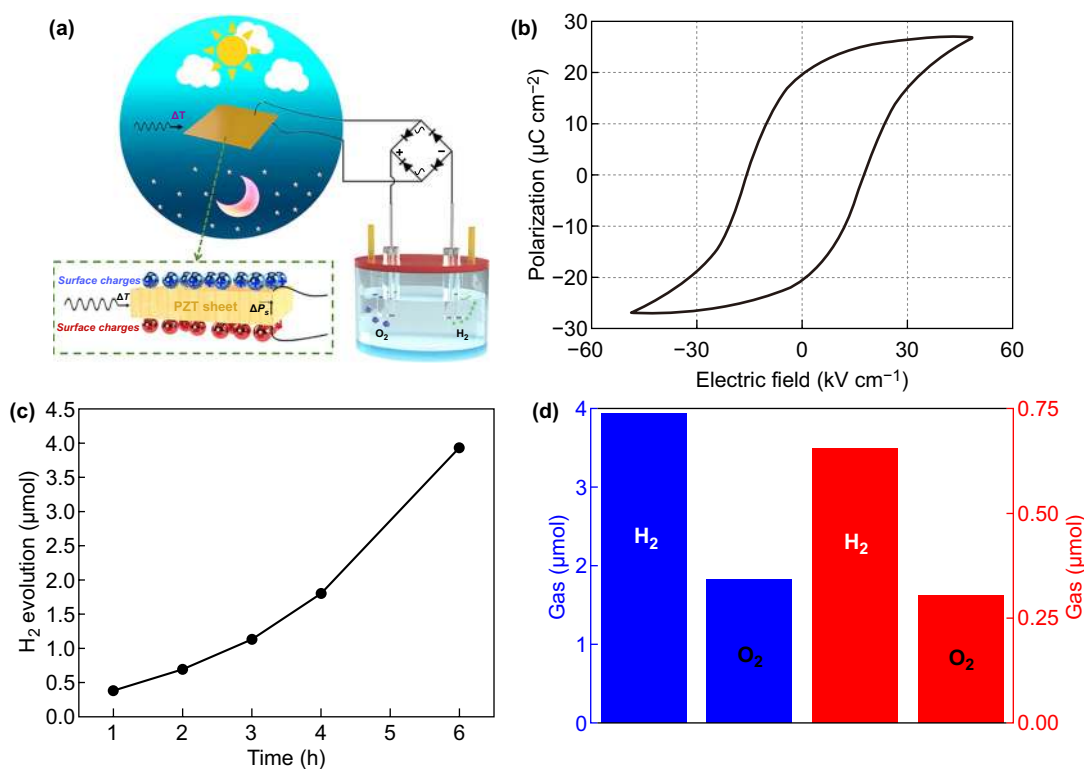 (a)
ΔT
+
−
Surface charges
ΔT
PZT sheet
ΔPₛ
Surface charges
O₂
H₂
(b)
Polarization (μC cm⁻²)
30
20
10
0
−10
−20
−30
−60
−30
0
30
60
Electric field (kV cm⁻¹)
(c)
H₂ evolution (μmol)
4.5
4.0
3.5
3.0
2.5
2.0
1.5
1.0
0.5
0.0
1
2
3
4
5
6
Time (h)
(d)
Gas (μmol)
4
3
2
1
0
H₂
O₂
H₂
O₂
0.75
0.50
0.25
0.00
Gas (μmol)